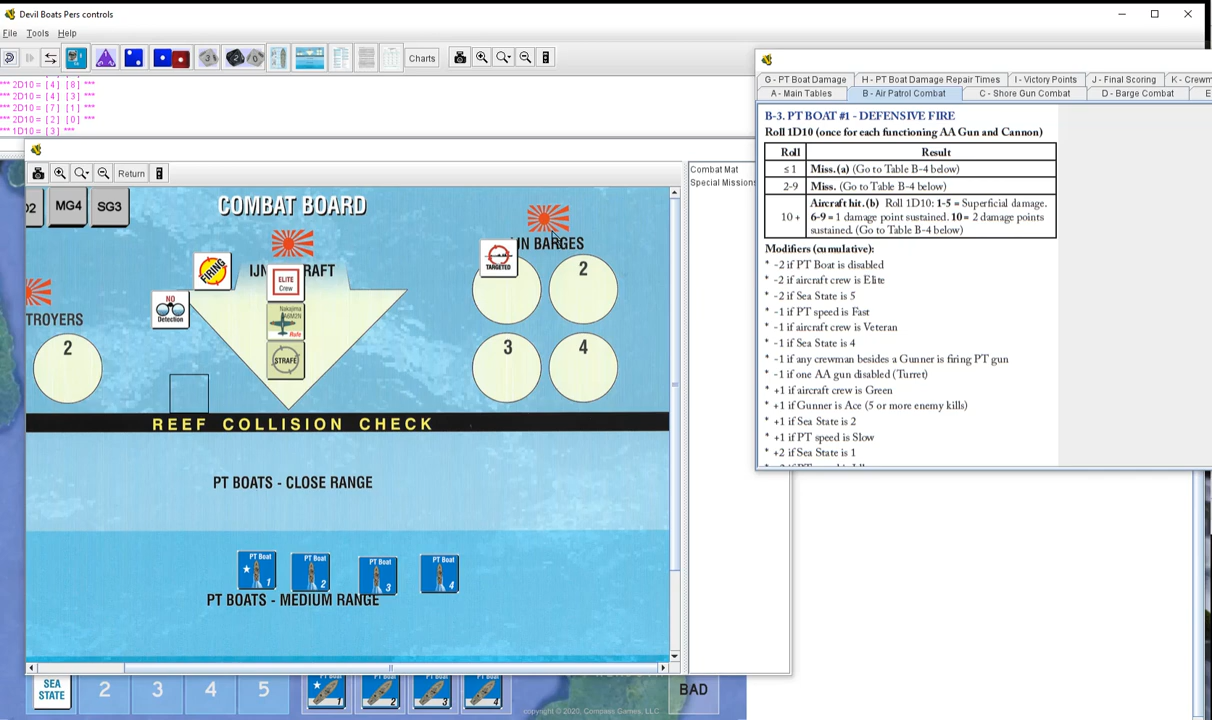 Devil Boats Pers controls
File Tools Help
Charts
*** 2D10 = [ 4 ] [ 8 ] ***
*** 2D10 = [ 4 ] [ 3 ] ***
*** 2D10 = [ 7 ] [ 1 ] ***
*** 2D10 = [ 2 ] [ 0 ] ***
*** 1D10 = [ 3 ] ***
G - PT Boat Damage H - PT Boat Damage Repair Times I - Victory Points J - Final Scoring K - Crewm
A - Main Tables B - Air Patrol Combat C - Shore Gun Combat D - Barge Combat E
B-3. PT BOAT #1 - DEFENSIVE FIRE
Roll 1D10 (once for each functioning AA Gun and Cannon)
Roll Result
≤ 1 Miss.(a) (Go to Table B-4 below)
2-9 Miss. (Go to Table B-4 below)
10 + Aircraft hit.(b) Roll 1D10: 1-5 = Superficial damage.
6-9 = 1 damage point sustained. 10 = 2 damage points
sustained. (Go to Table B-4 below)
Modifiers (cumulative):
* -2 if PT Boat is disabled
* -2 if aircraft crew is Elite
* -2 if Sea State is 5
* -1 if PT speed is Fast
* -1 if aircraft crew is Veteran
* -1 if Sea State is 4
* -1 if any crewman besides a Gunner is firing PT gun
* -1 if one AA gun disabled (Turret)
* +1 if aircraft crew is Green
* +1 if Gunner is Ace (5 or more enemy kills)
* +1 if Sea State is 2
* +1 if PT speed is Slow
* +2 if Sea State is 1
Return
Combat Mat
Special Missions
MG4 SG3
COMBAT BOARD
IJN RAFT
IN BARGES
TROYERS
2
FIRING
NO
Detection
ELITE
Crew
Nakajima
A6M2N
Rufe
STRAFE
TARGETED
2
3 4
REEF COLLISION CHECK
PT BOATS - CLOSE RANGE
PT Boat 1
PT Boat 2
PT Boat 3
PT Boat 4
PT BOATS - MEDIUM RANGE
SEA
STATE
2 3 4 5
1 2 3 4
BAD
copyright © 2020, Compass Games, LLC